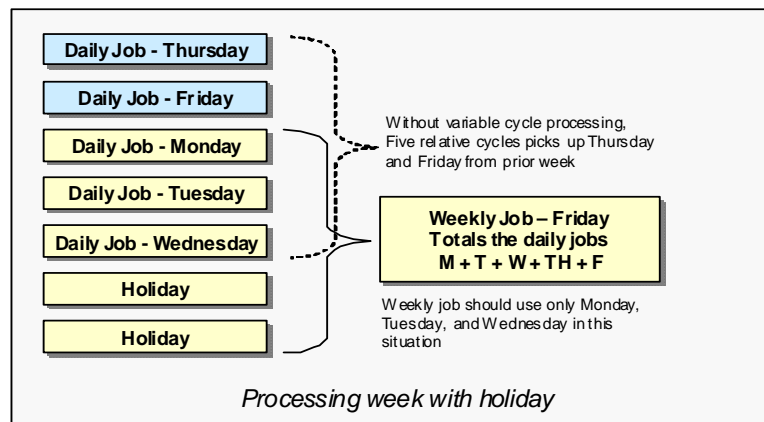 Daily Job - Thursday
Daily Job - Friday
Daily Job - Monday
Daily Job - Tuesday
Daily Job - Wednesday
Holiday
Holiday
Without variable cycle processing,
Five relative cycles picks up Thursday
and Friday from prior week
Weekly Job – Friday
Totals the daily jobs
M + T + W + TH + F
Weekly job should use only Monday,
Tuesday, and Wednesday in this
situation
Processing week with holiday